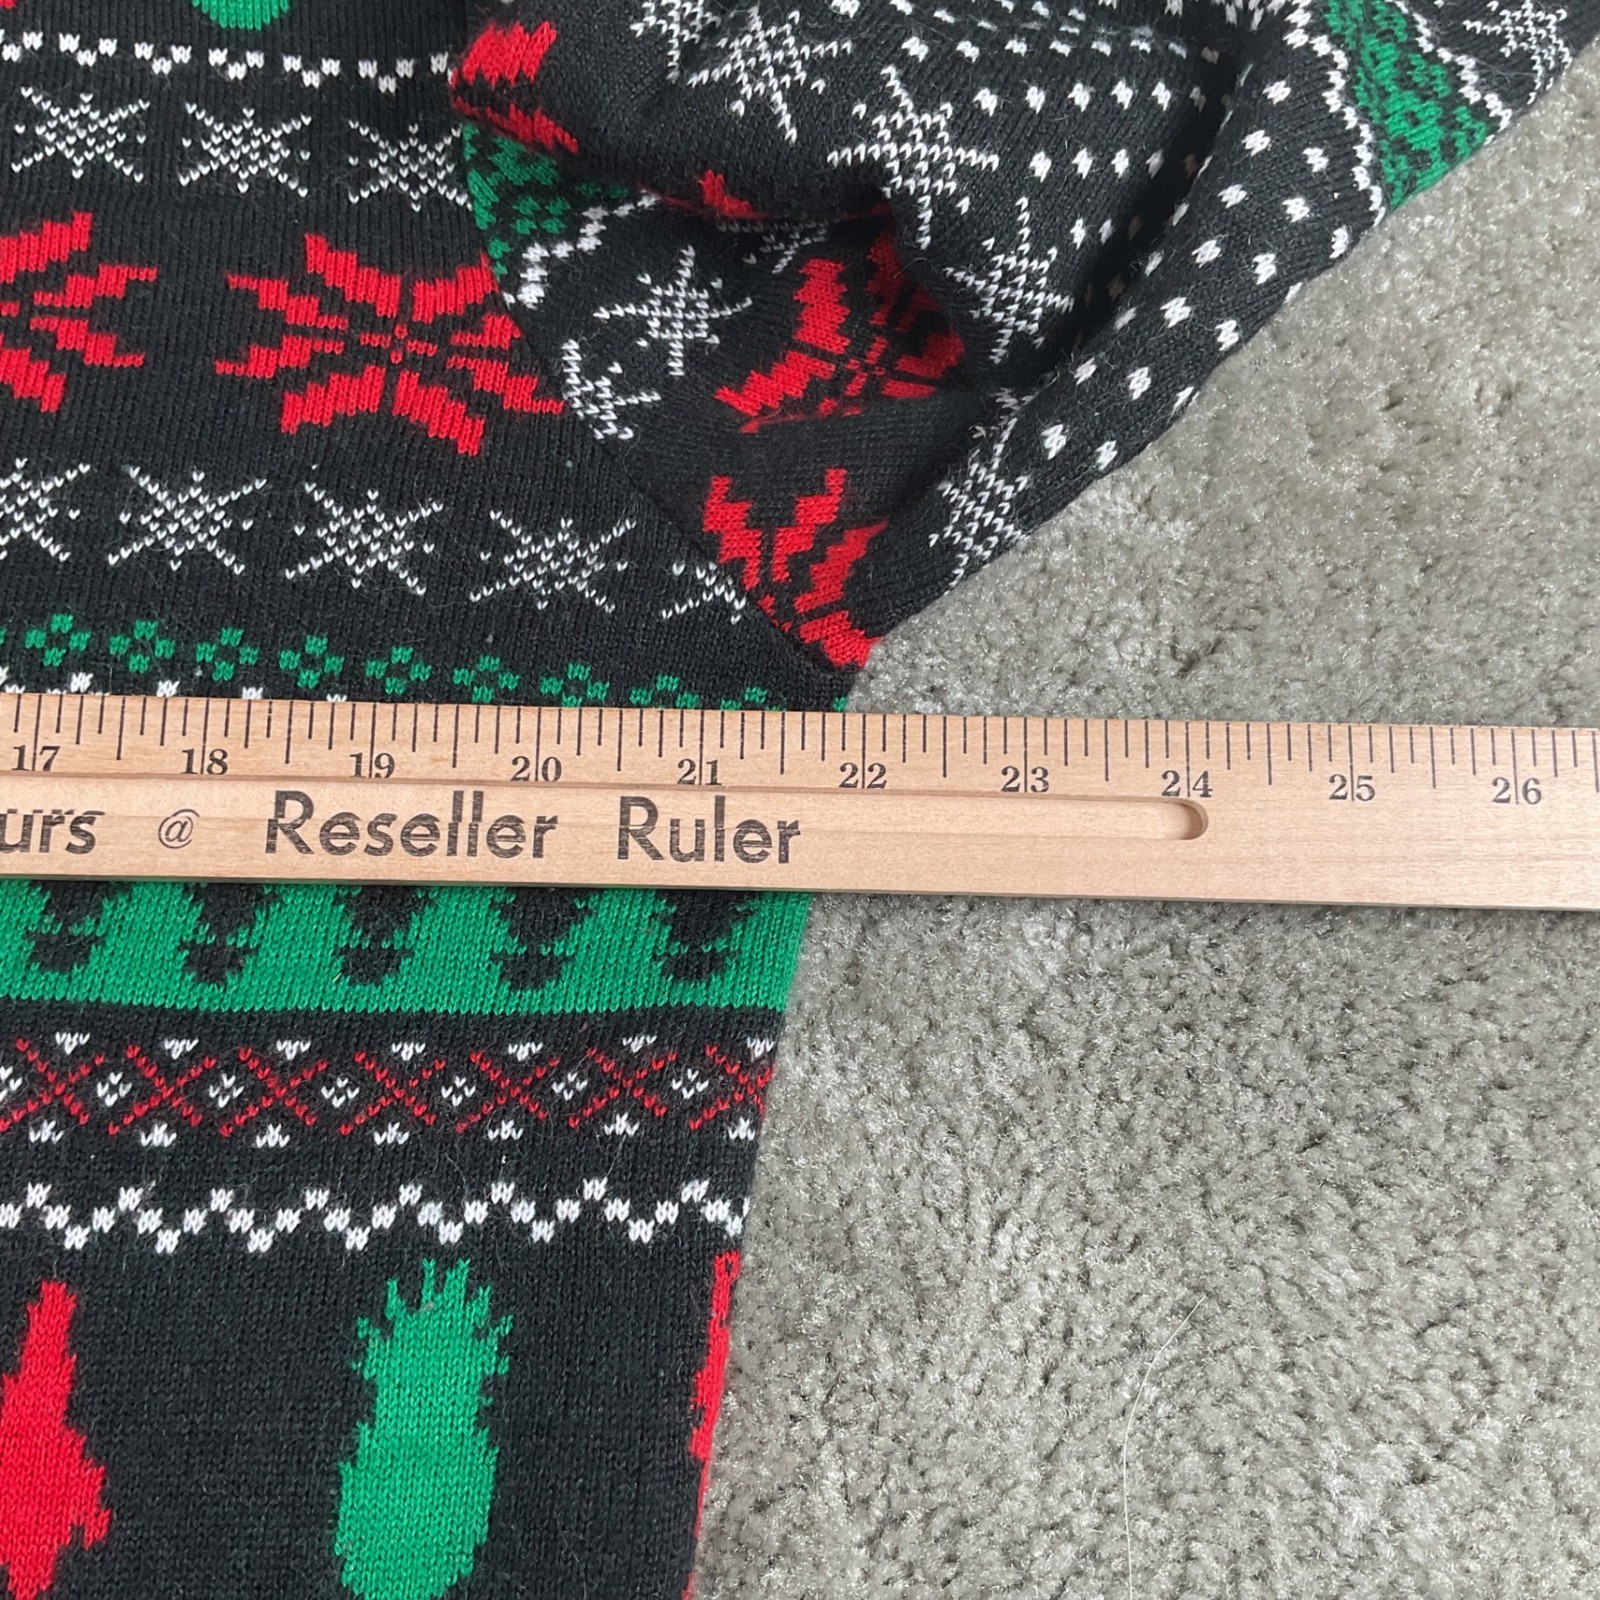 17 18 19 20 21 22 23 24 25 26
urs @ Reseller Ruler